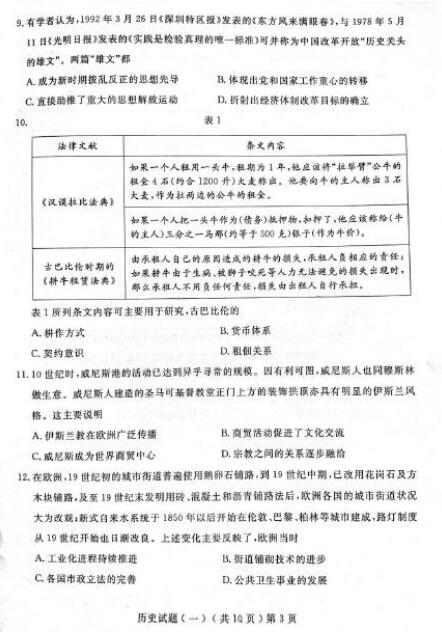 9.有学者认为,1992年3月26日《深圳特区报》发表的《东方风来满眼春》,与1978年5月
11日《光明日报》发表的《实践是检验真理的唯一标准》可并称为中国改革开放“历史关头
的雄文”。两篇“雄文”都
A.成为新时期拨乱反正的思想先导 B.体现出党和国家工作重心的转移
C.直接助推了重大的思想解放运动 D.折射出经济体制改革目标的确立
10. 表1
法律文献 条文内容
《汉谟拉比法典》
如果一个人租用一头牛,租期为1年,他应该将“拉犁臂”公牛的
租金4石(约合1200升)大麦称出。他要向牛的主人称出3石
大麦,作为拉两边的公牛的租金。
如果一个人把一头牛作为(债务)抵押物,扣押了,他应该称给(牛
的主人)三分之一马那(约等于500克)银子(作为牛价)。
古巴比伦时期的
《耕牛租赁法典》
由承租人自己的原因造成的耕牛的损失,承租人负相应的责任;
如果耕牛由于生病、被狮子咬死等人力无法避免的损失出现时,
那么承租人不用负任何责任,损失由出租人自行承担。
表1所列条文内容可主要用于研究,古巴比伦的
A.耕作方式 B.货币体系
C.契约意识 D.租佃关系
11.10世纪时,威尼斯港的活动已达到异乎寻常的规模。因有利可图,威尼斯人也同穆斯林
做生意。威尼斯人建造的圣马可基督教堂正门上方的装饰拱顶亦具有明显的伊斯兰风
格。这主要说明
A.伊斯兰教在欧洲广泛传播 B.商贸活动促进了文化交流
C.威尼斯成为世界商贸中心 D.宗教之间的关系逐步融洽
12.在欧洲,19世纪初的城市街道普遍使用鹅卵石铺路,到19世纪中期,已改用花岗石及方
木块铺路,及至19世纪末发明用砖、混凝土和沥青铺路法后,欧洲各国的城市街道状况
大为改观;新式自来水系统于1850年以后开始在伦敦、巴黎、柏林等城市建成,路灯制度
从19世纪开始也日渐改良。上述变化主要反映了,欧洲当时
A.工业化进程持续推进 B.街道铺砌技术的进步
C.各国市政立法的完善 D.公共卫生事业的发展
历史试题(一)(共10页)第3页